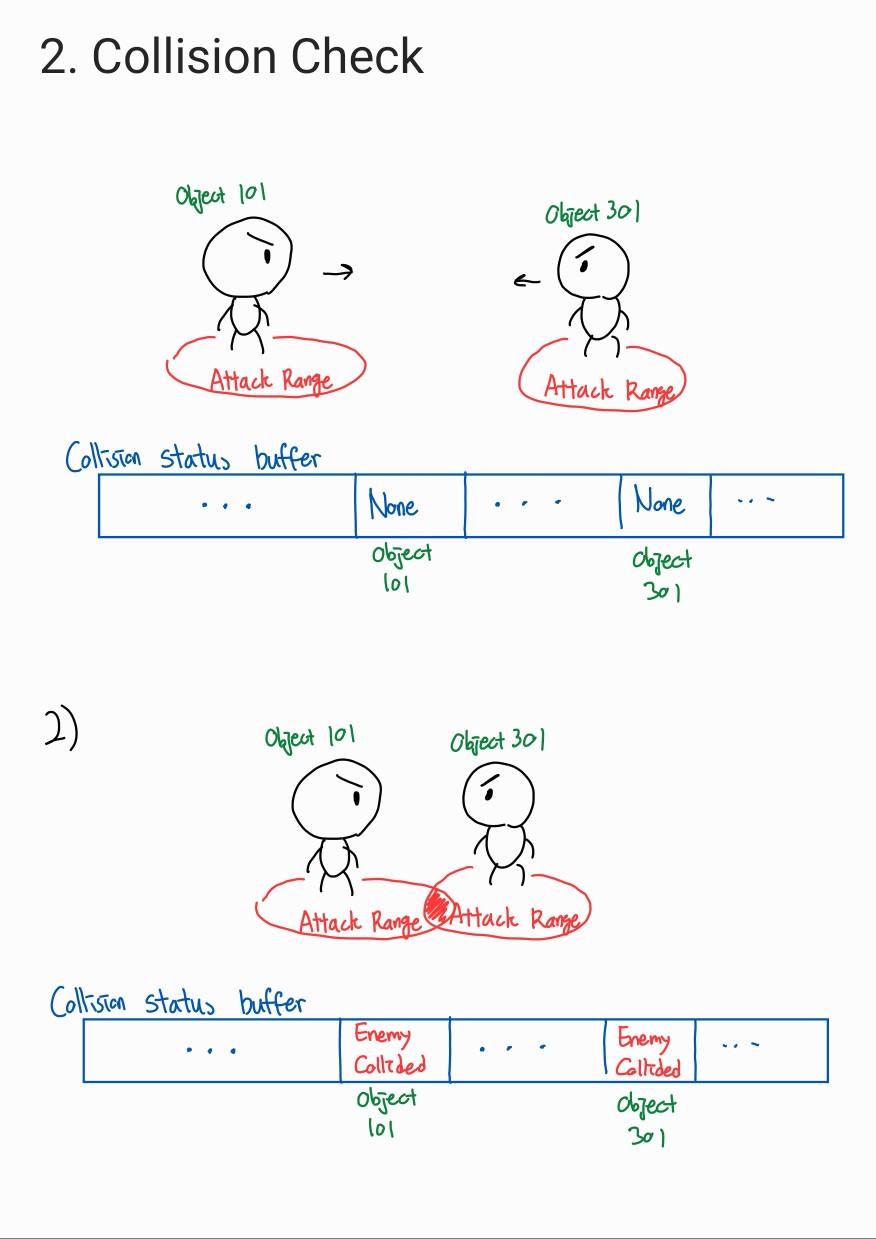 2. Collision Check
Object 101
Object 301
Attack Range
Attack Range
Collision status buffer
... None ... None ...
Object
101
Object
301
2)
Object 101
Object 301
Attack Range
Attack Range
Collision status buffer
... Enemy
Collided
... Enemy
Collided
...
Object
101
Object
301